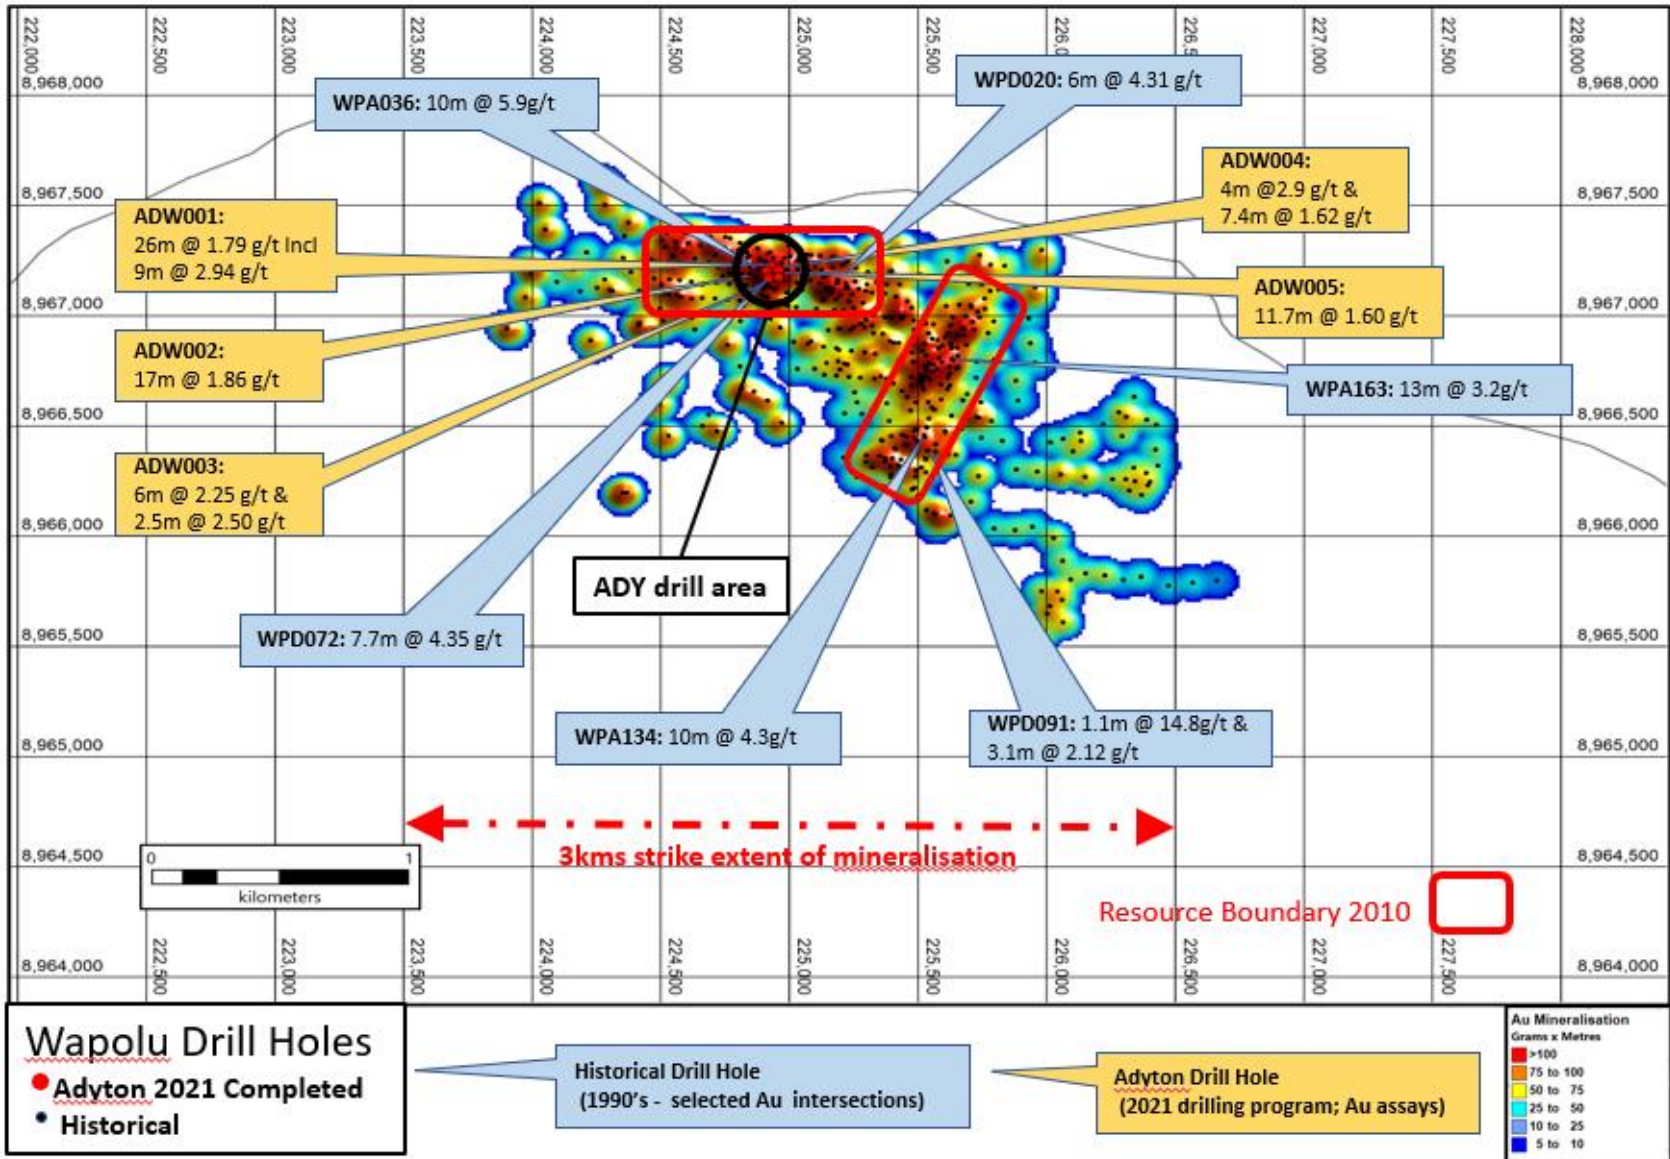 222,000
222,500
223,000
223,500
224,000
224,500
225,000
225,500
226,000
226,500
227,000
227,500
228,000
8,968,000
8,968,000
WPA036: 10m @ 5.9g/t
WPD020: 6m @ 4.31 g/t
ADW004:
4m @2.9 g/t &
7.4m @ 1.62 g/t
8,967,500
8,967,500
ADW001:
26m @ 1.79 g/t Incl
9m @ 2.94 g/t
ADW005:
11.7m @ 1.60 g/t
8,967,000
8,967,000
ADW002:
17m @ 1.86 g/t
WPA163: 13m @ 3.2g/t
8,966,500
8,966,500
ADW003:
6m @ 2.25 g/t &
2.5m @ 2.50 g/t
8,966,000
8,966,000
ADY drill area
WPD072: 7.7m @ 4.35 g/t
8,965,500
8,965,500
WPA134: 10m @ 4.3g/t
WPD091: 1.1m @ 14.8g/t &
3.1m @ 2.12 g/t
8,965,000
8,965,000
3kms strike extent of mineralisation
8,964,500
8,964,500
0 1
kilometers
Resource Boundary 2010
8,964,000
8,964,000
222,500
223,000
223,500
224,000
224,500
225,000
225,500
226,000
226,500
227,000
227,500
Wapolu Drill Holes
Adyton 2021 Completed
Historical
Historical Drill Hole
(1990's - selected Au intersections)
Adyton Drill Hole
(2021 drilling program; Au assays)
Au Mineralisation
Grams x Metres
>100
75 to 100
50 to 75
25 to 50
10 to 25
5 to 10